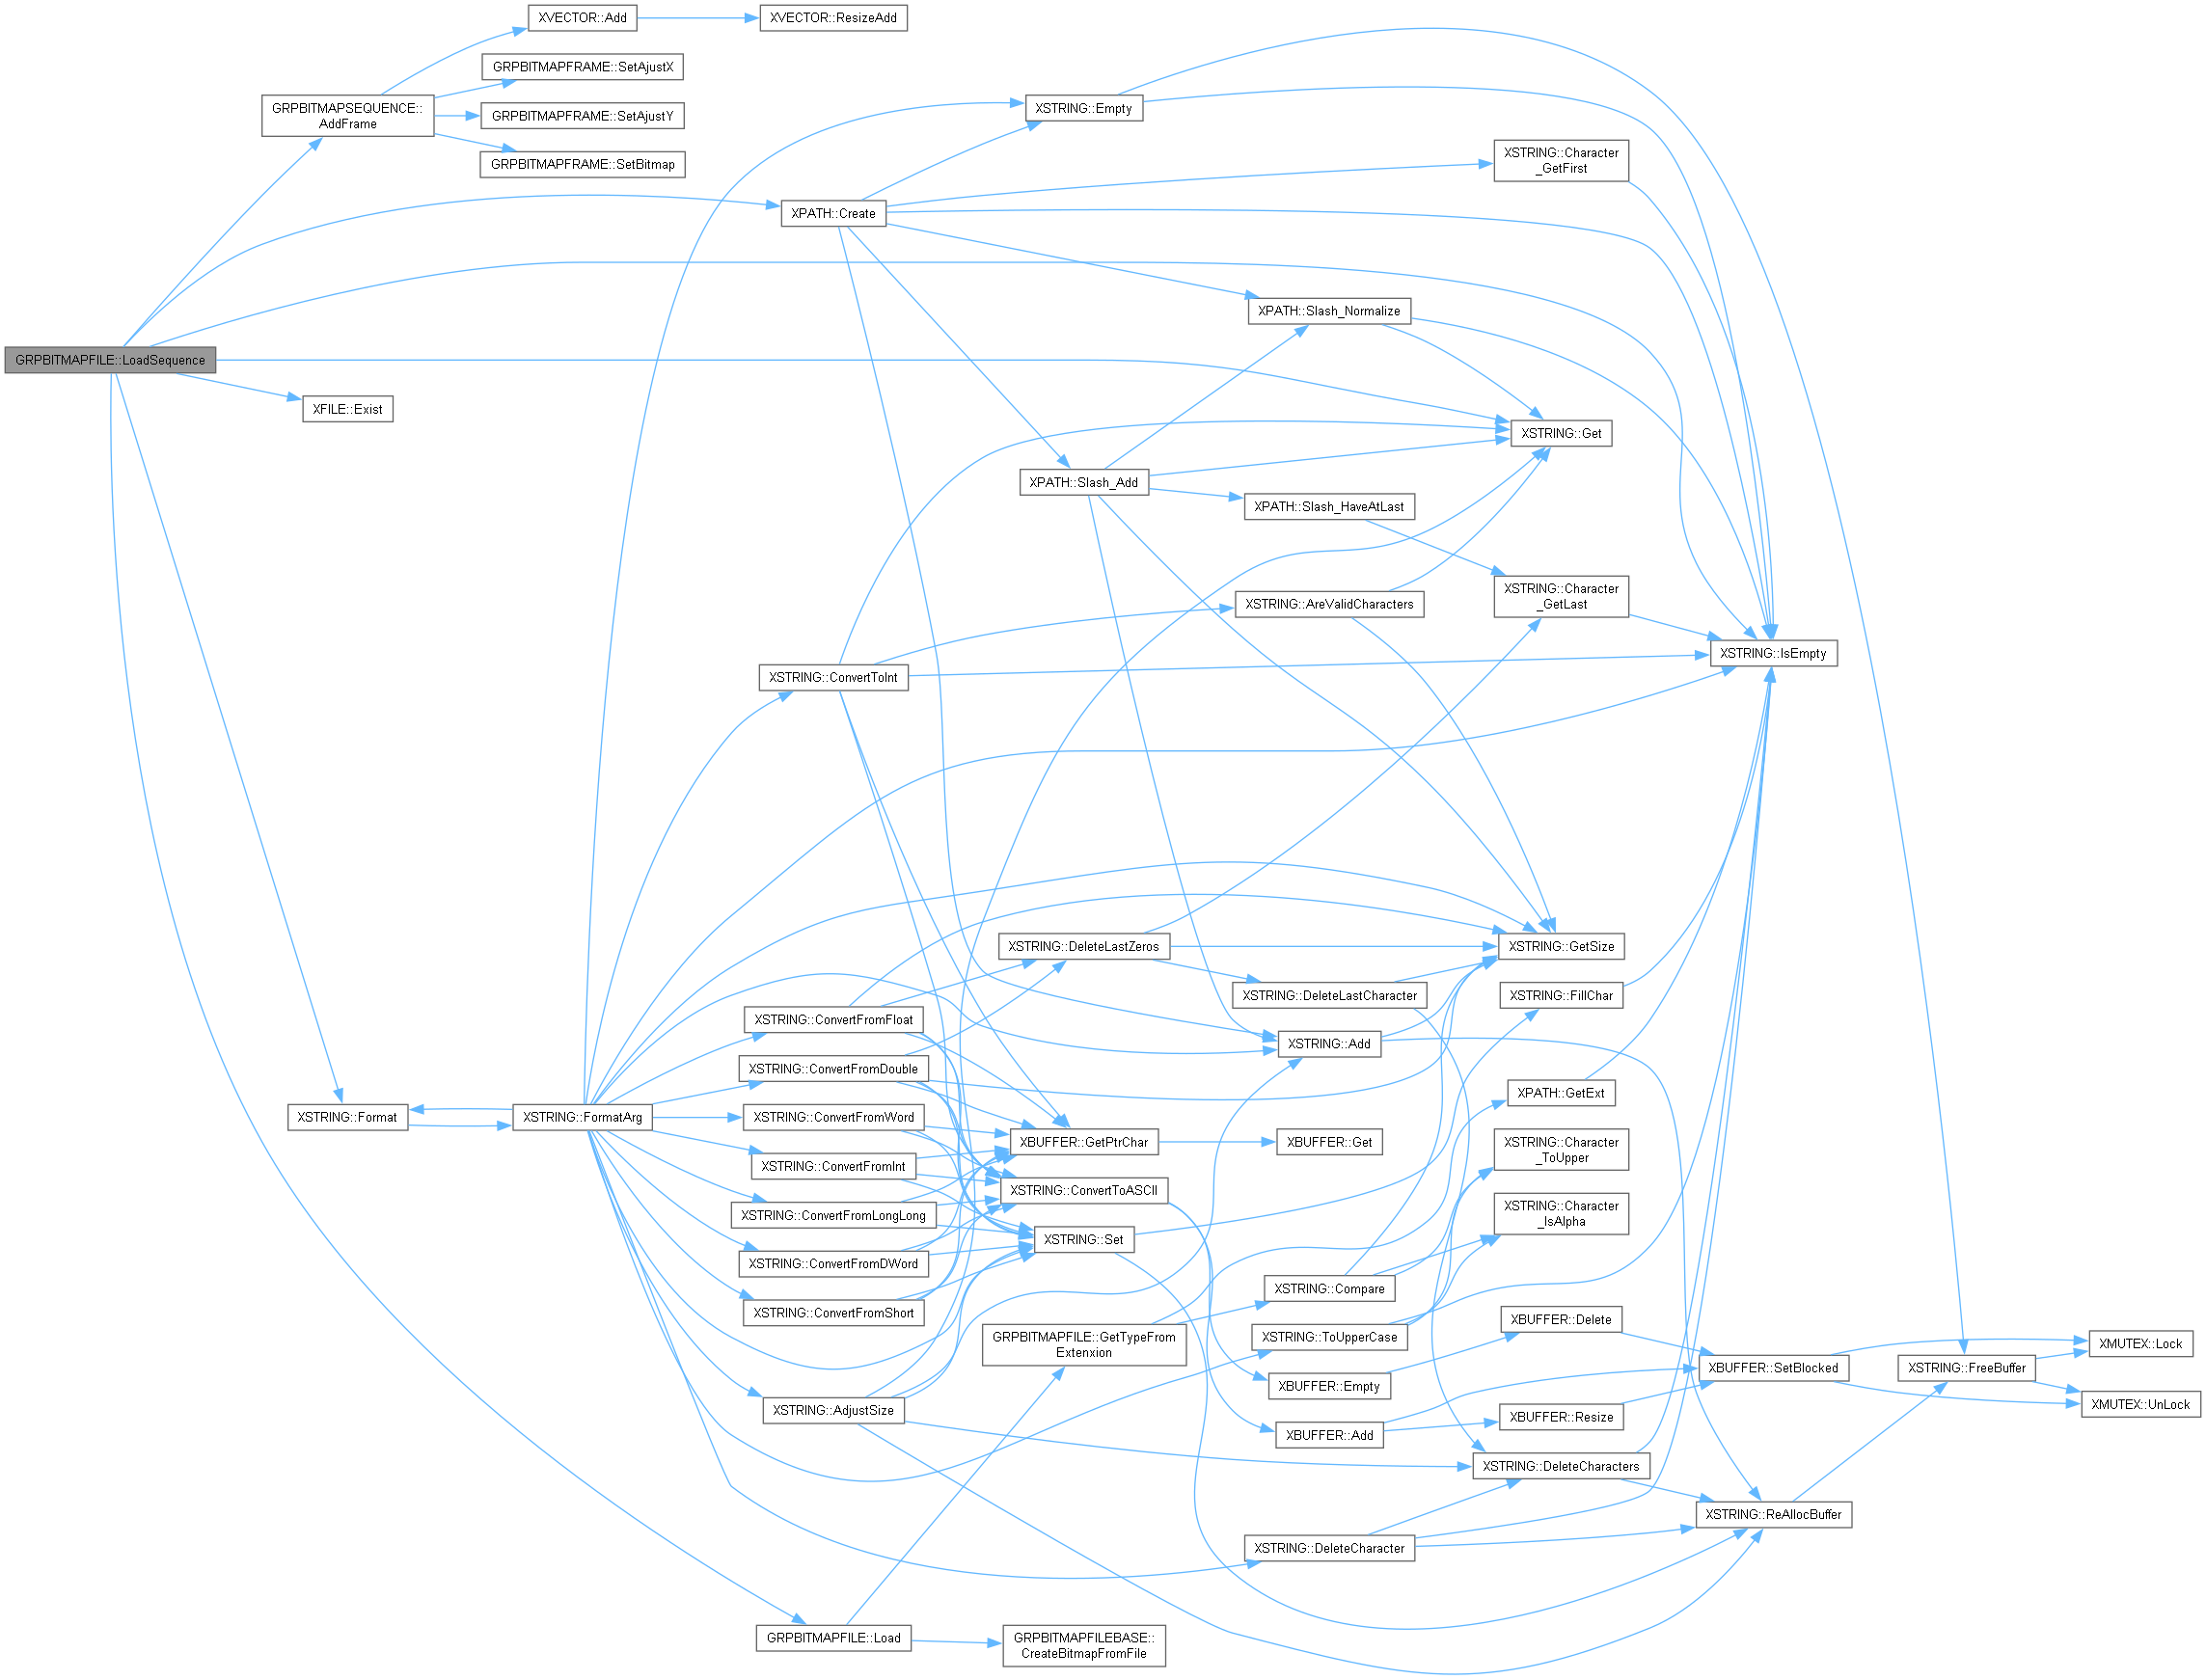 GRPBITMAPFILE::LoadSequence
GRPBITMAPSEQUENCE::
AddFrame
XVECTOR::Add
XVECTOR::ResizeAdd
GRPBITMAPFRAME::SetAjustX
GRPBITMAPFRAME::SetAjustY
GRPBITMAPFRAME::SetBitmap
XPATH::Create
XFILE::Exist
XSTRING::Format
XSTRING::FormatArg
XSTRING::Empty
XSTRING::Character
_GetFirst
XPATH::Slash_Normalize
XSTRING::Get
XPATH::Slash_Add
XPATH::Slash_HaveAtLast
XSTRING::Character
_GetLast
XSTRING::AreValidCharacters
XSTRING::IsEmpty
XSTRING::ConvertToInt
XSTRING::DeleteLastZeros
XSTRING::GetSize
XSTRING::DeleteLastCharacter
XSTRING::FillChar
XSTRING::ConvertFromFloat
XSTRING::Add
XSTRING::ConvertFromDouble
XPATH::GetExt
XSTRING::ConvertFromWord
XBUFFER::GetPtrChar
XBUFFER::Get
XSTRING::Character
_ToUpper
XSTRING::ConvertFromInt
XSTRING::ConvertToASCII
XSTRING::ConvertFromLongLong
XSTRING::Character
_IsAlpha
XSTRING::Set
XSTRING::ConvertFromDWord
XSTRING::Compare
XSTRING::ConvertFromShort
XBUFFER::Delete
GRPBITMAPFILE::GetTypeFrom
Extenxion
XSTRING::ToUpperCase
XMUTEX::Lock
XBUFFER::SetBlocked
XSTRING::FreeBuffer
XBUFFER::Empty
XMUTEX::UnLock
XSTRING::AdjustSize
XBUFFER::Resize
XBUFFER::Add
XSTRING::DeleteCharacters
XSTRING::ReAllocBuffer
XSTRING::DeleteCharacter
GRPBITMAPFILE::Load
GRPBITMAPFILEBASE::
CreateBitmapFromFile